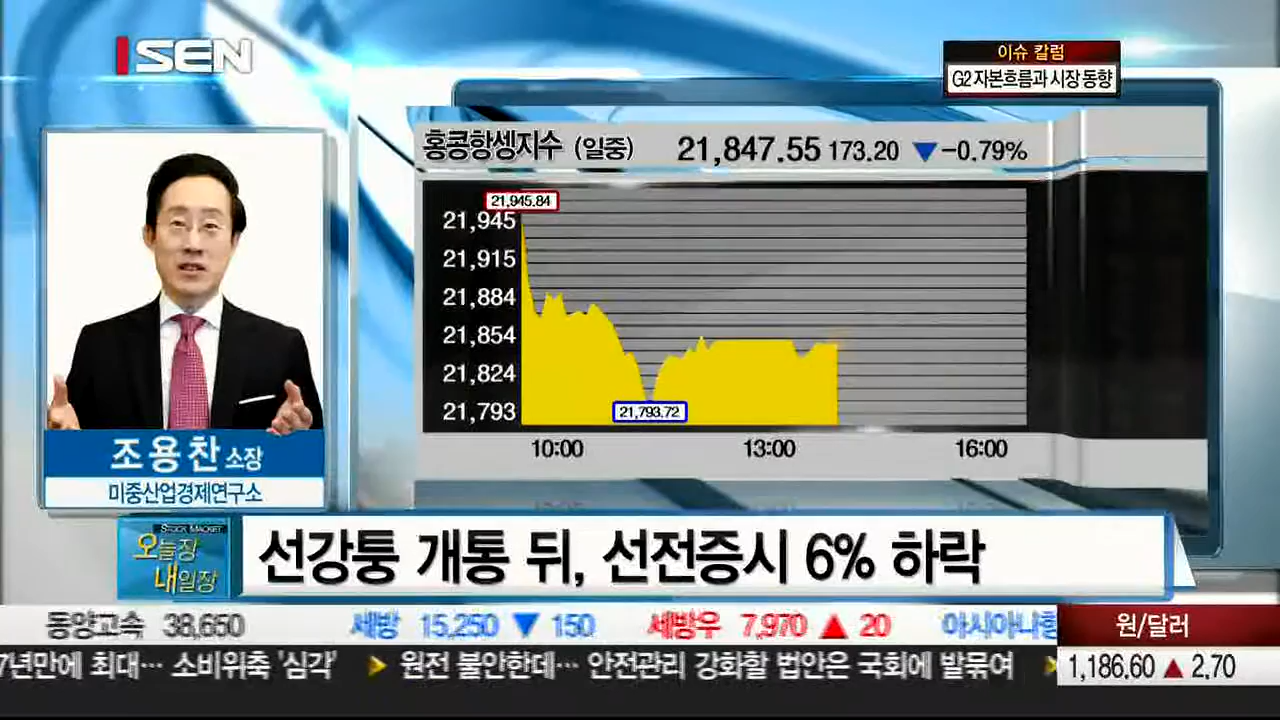 SEN
이슈 칼럼
G2 자본흐름과 시장 동향
홍콩항셍지수 (일중) 21,847.55 173.20 ▼-0.79%
21,945.84
21,945
21,915
21,884
21,854
21,824
21,793
21,793.72
10:00 13:00 16:00
조용찬 소장
미중산업경제연구소
STOCK MARKET
오늘장
내일장
선강퉁 개통 뒤, 선전증시 6% 하락
동양고속 38,650 세방 15,250 ▼ 150 세방우 7,970 ▲ 20 아시아나항
원/달러
7년만에 최대… 소비위축 '심각' 원전 불안한데… 안전관리 강화할 법안은 국회에 발묶여
1,186.60 ▲ 2.70